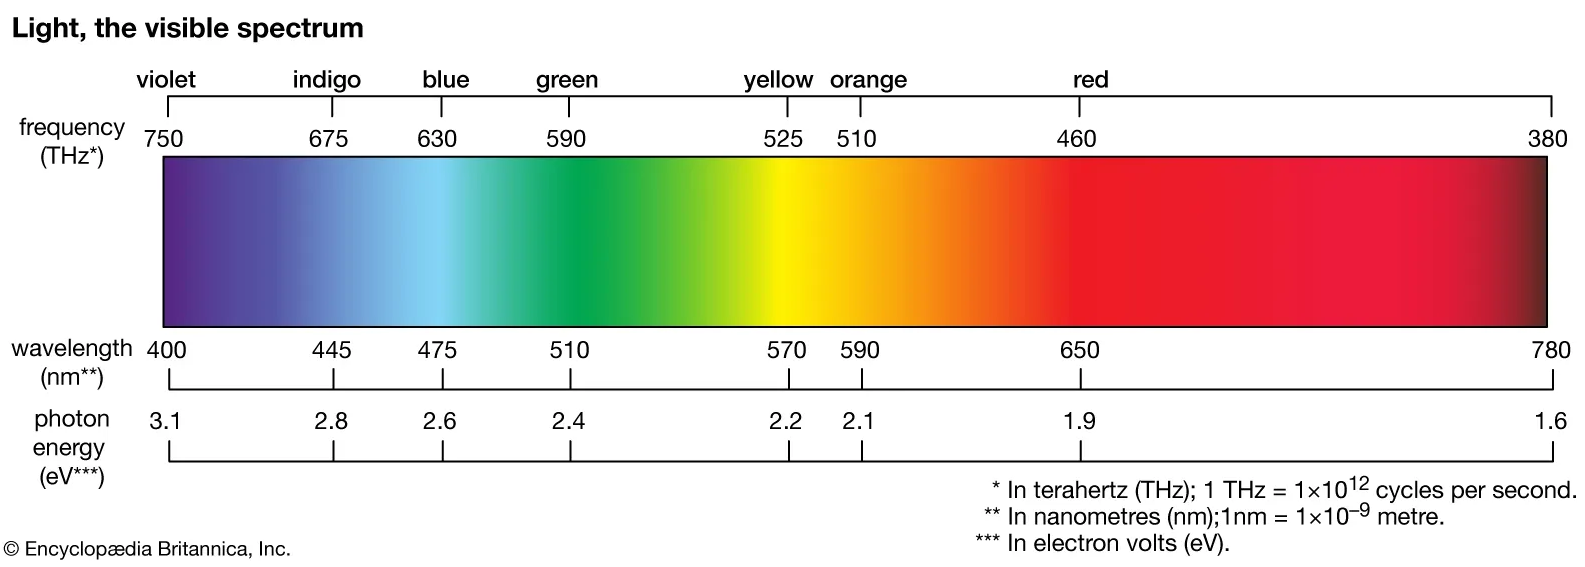 Light, the visible spectrum
violet indigo blue green yellow orange red
frequency
(THz*)
750 675 630 590 525 510 460 380
wavelength
(nm**)
400 445 475 510 570 590 650 780
photon
energy
(eV***)
3.1 2.8 2.6 2.4 2.2 2.1 1.9 1.6
* In terahertz (THz); 1 THz = 1×10¹² cycles per second.
** In nanometres (nm);1nm = 1×10⁻⁹ metre.
*** In electron volts (eV).
© Encyclopædia Britannica, Inc.